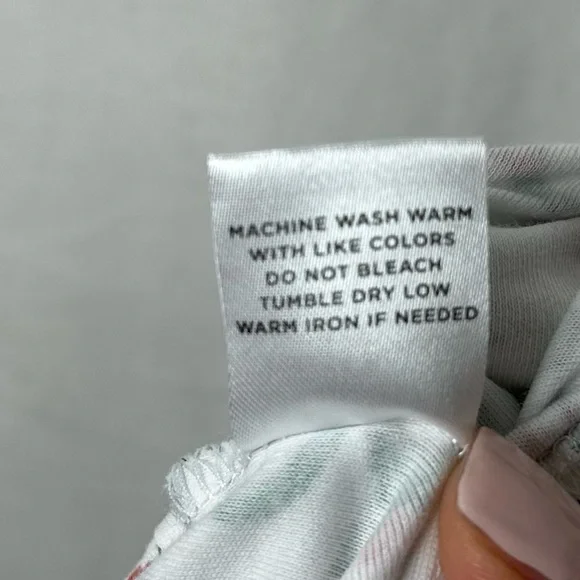 MACHINE WASH WARM
WITH LIKE COLORS
DO NOT BLEACH
TUMBLE DRY LOW
WARM IRON IF NEEDED